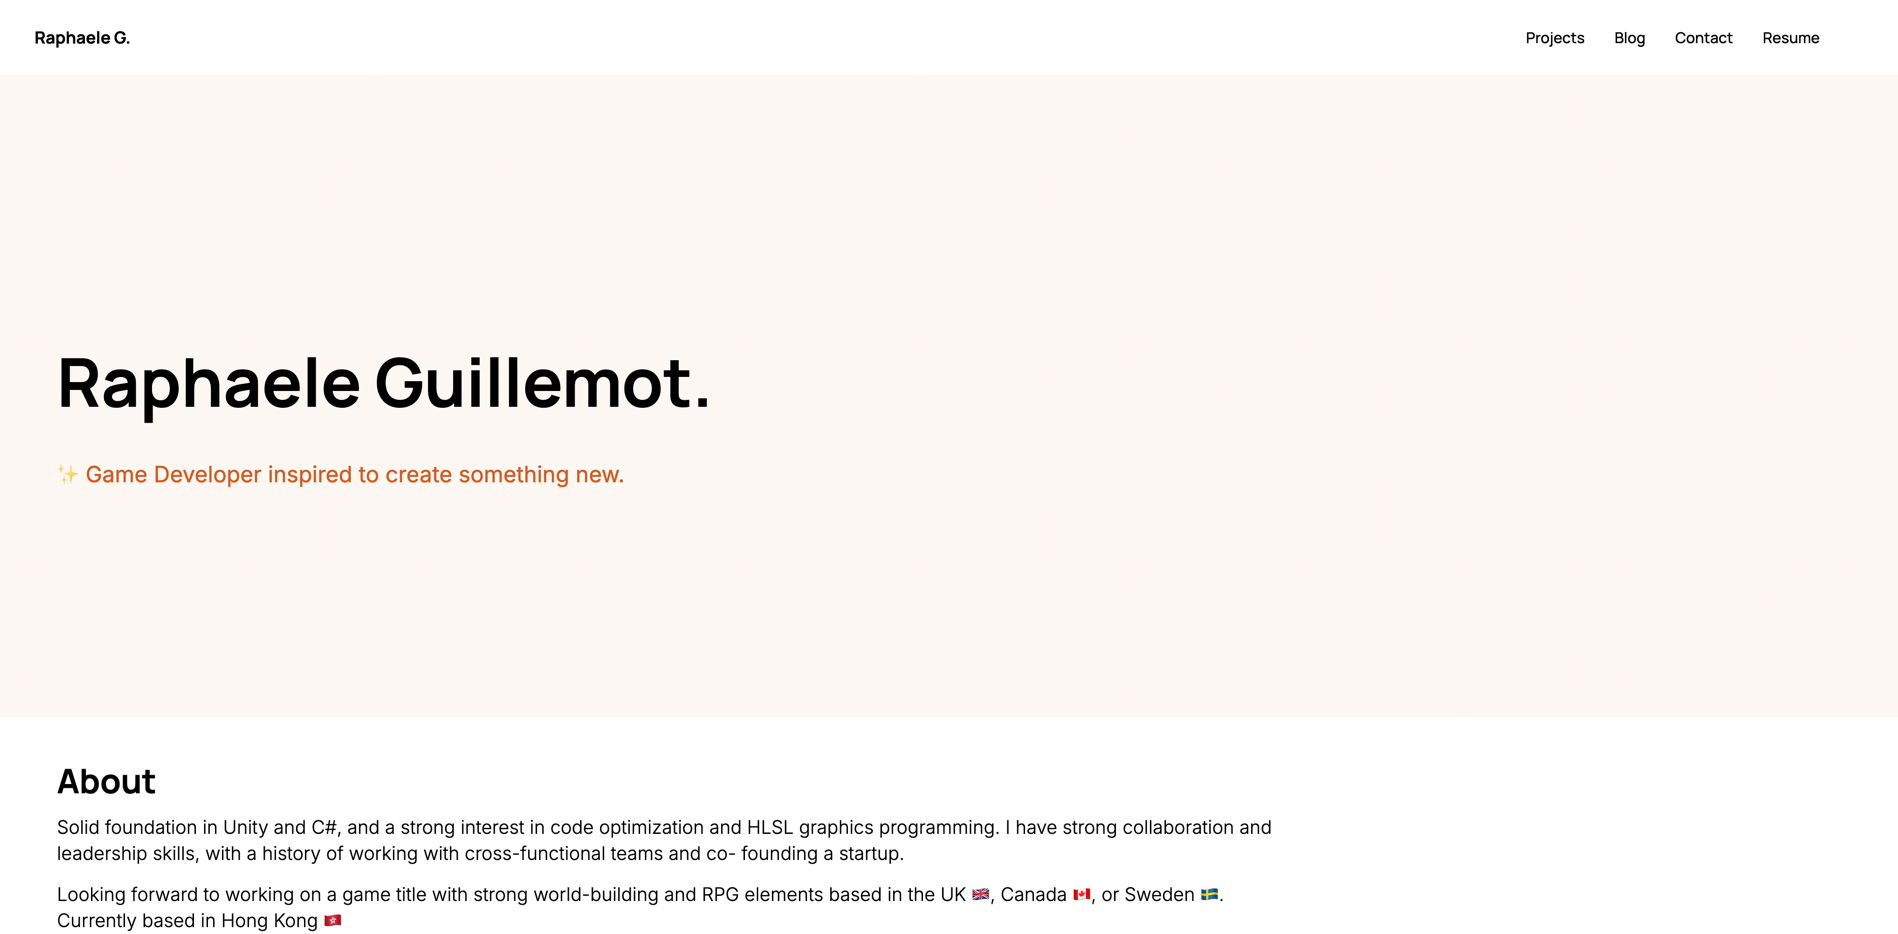 Raphaele G.
Projects Blog Contact Resume
Raphaele Guillemot.
✨ Game Developer inspired to create something new.
About
Solid foundation in Unity and C#, and a strong interest in code optimization and HLSL graphics programming. I have strong collaboration and
leadership skills, with a history of working with cross-functional teams and co- founding a startup.
Looking forward to working on a game title with strong world-building and RPG elements based in the UK 🇬🇧, Canada 🇨🇦, or Sweden 🇸🇪.
Currently based in Hong Kong 🇭🇰